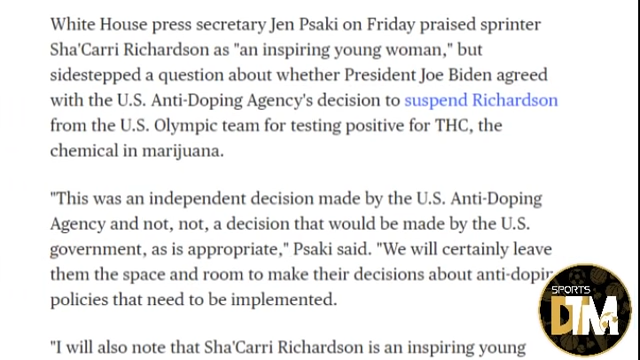 White House press secretary Jen Psaki on Friday praised sprinter
Sha'Carri Richardson as "an inspiring young woman," but
sidestepped a question about whether President Joe Biden agreed
with the U.S. Anti-Doping Agency's decision to suspend Richardson
from the U.S. Olympic team for testing positive for THC, the
chemical in marijuana.
"This was an independent decision made by the U.S. Anti-Doping
Agency and not, not, a decision that would be made by the U.S.
government, as is appropriate," Psaki said. "We will certainly leave
them the space and room to make their decisions about anti-dopin
policies that need to be implemented.
"I will also note that Sha'Carri Richardson is an inspiring young
SPORTS
DTM